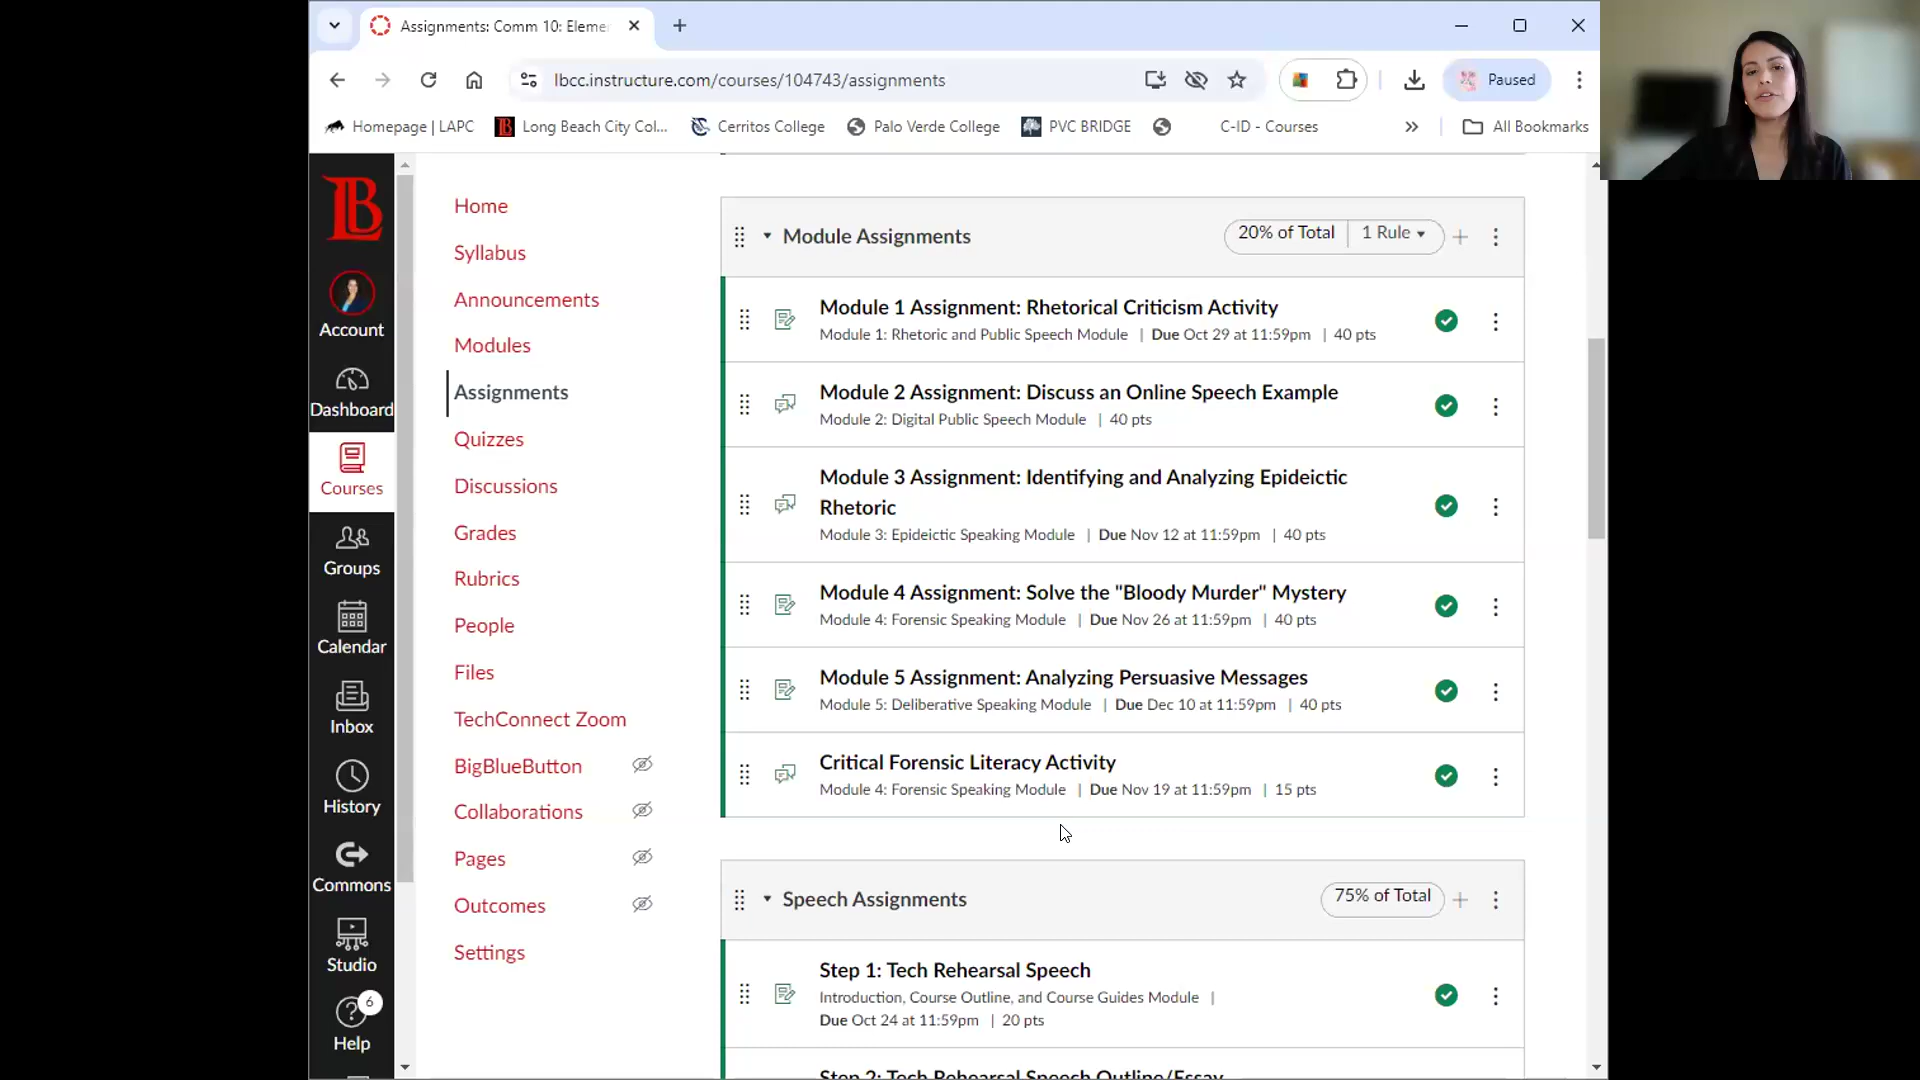 Assignments: Comm 10: Eleme
lbcc.instructure.com/courses/104743/assignments
Paused
Homepage | LAPC
Long Beach City Col...
Cerritos College
Palo Verde College
PVC BRIDGE
C-ID - Courses
All Bookmarks
LB
Account
Dashboard
Courses
Groups
Calendar
Inbox
History
Commons
Studio
6
Help
Home
Syllabus
Announcements
Modules
Assignments
Quizzes
Discussions
Grades
Rubrics
People
Files
TechConnect Zoom
BigBlueButton
Collaborations
Pages
Outcomes
Settings
Module Assignments
20% of Total
1 Rule
Module 1 Assignment: Rhetorical Criticism Activity
Module 1: Rhetoric and Public Speech Module | Due Oct 29 at 11:59pm | 40 pts
Module 2 Assignment: Discuss an Online Speech Example
Module 2: Digital Public Speech Module | 40 pts
Module 3 Assignment: Identifying and Analyzing Epideictic
Rhetoric
Module 3: Epideictic Speaking Module | Due Nov 12 at 11:59pm | 40 pts
Module 4 Assignment: Solve the "Bloody Murder" Mystery
Module 4: Forensic Speaking Module | Due Nov 26 at 11:59pm | 40 pts
Module 5 Assignment: Analyzing Persuasive Messages
Module 5: Deliberative Speaking Module | Due Dec 10 at 11:59pm | 40 pts
Critical Forensic Literacy Activity
Module 4: Forensic Speaking Module | Due Nov 19 at 11:59pm | 15 pts
Speech Assignments
75% of Total
Step 1: Tech Rehearsal Speech
Introduction, Course Outline, and Course Guides Module |
Due Oct 24 at 11:59pm | 20 pts
Step 2: Tech Rehearsal Speech Outline/Essay